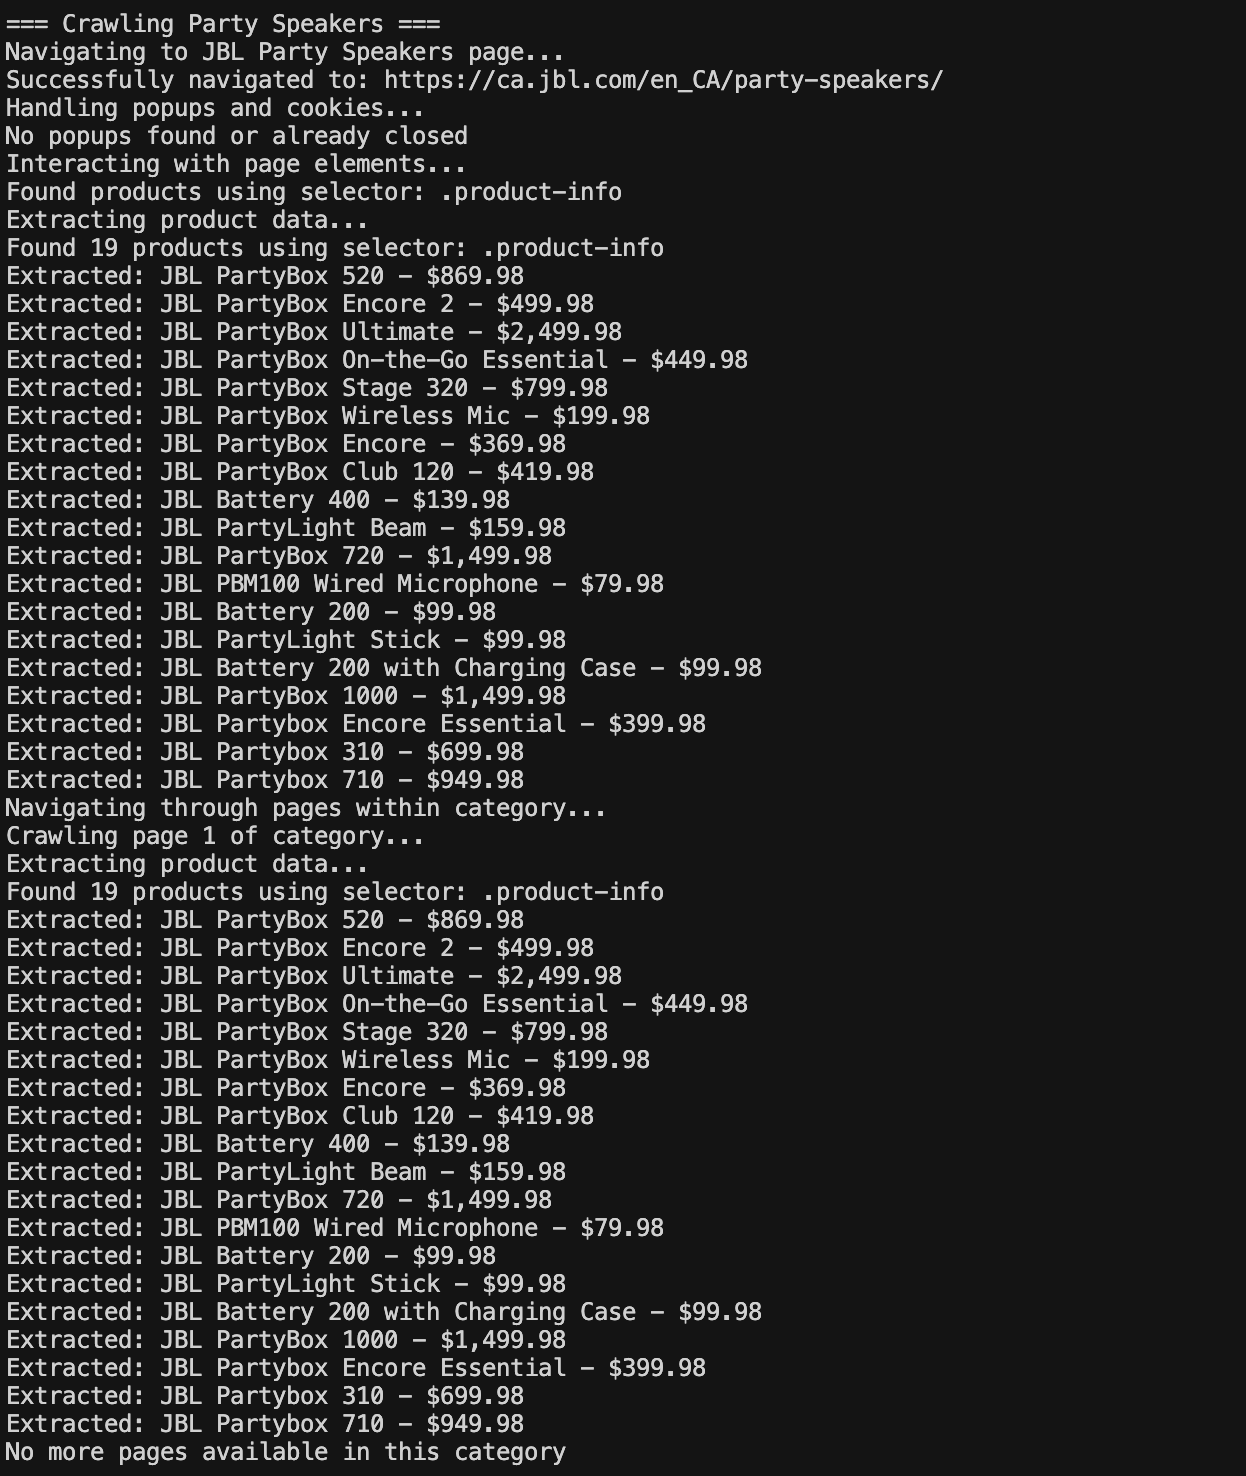 === Crawling Party Speakers ===
Navigating to JBL Party Speakers page...
Successfully navigated to: https://ca.jbl.com/en_CA/party-speakers/
Handling popups and cookies...
No popups found or already closed
Interacting with page elements...
Found products using selector: .product-info
Extracting product data...
Found 19 products using selector: .product-info
Extracted: JBL PartyBox 520 - $869.98
Extracted: JBL PartyBox Encore 2 - $499.98
Extracted: JBL PartyBox Ultimate - $2,499.98
Extracted: JBL PartyBox On-the-Go Essential - $449.98
Extracted: JBL PartyBox Stage 320 - $799.98
Extracted: JBL PartyBox Wireless Mic - $199.98
Extracted: JBL PartyBox Encore - $369.98
Extracted: JBL PartyBox Club 120 - $419.98
Extracted: JBL Battery 400 - $139.98
Extracted: JBL PartyLight Beam - $159.98
Extracted: JBL PartyBox 720 - $1,499.98
Extracted: JBL PBM100 Wired Microphone - $79.98
Extracted: JBL Battery 200 - $99.98
Extracted: JBL PartyLight Stick - $99.98
Extracted: JBL Battery 200 with Charging Case - $99.98
Extracted: JBL PartyBox 1000 - $1,499.98
Extracted: JBL Partybox Encore Essential - $399.98
Extracted: JBL Partybox 310 - $699.98
Extracted: JBL Partybox 710 - $949.98
Navigating through pages within category...
Crawling page 1 of category...
Extracting product data...
Found 19 products using selector: .product-info
Extracted: JBL PartyBox 520 - $869.98
Extracted: JBL PartyBox Encore 2 - $499.98
Extracted: JBL PartyBox Ultimate - $2,499.98
Extracted: JBL PartyBox On-the-Go Essential - $449.98
Extracted: JBL PartyBox Stage 320 - $799.98
Extracted: JBL PartyBox Wireless Mic - $199.98
Extracted: JBL PartyBox Encore - $369.98
Extracted: JBL PartyBox Club 120 - $419.98
Extracted: JBL Battery 400 - $139.98
Extracted: JBL PartyLight Beam - $159.98
Extracted: JBL PartyBox 720 - $1,499.98
Extracted: JBL PBM100 Wired Microphone - $79.98
Extracted: JBL Battery 200 - $99.98
Extracted: JBL PartyLight Stick - $99.98
Extracted: JBL Battery 200 with Charging Case - $99.98
Extracted: JBL PartyBox 1000 - $1,499.98
Extracted: JBL Partybox Encore Essential - $399.98
Extracted: JBL Partybox 310 - $699.98
Extracted: JBL Partybox 710 - $949.98
No more pages available in this category